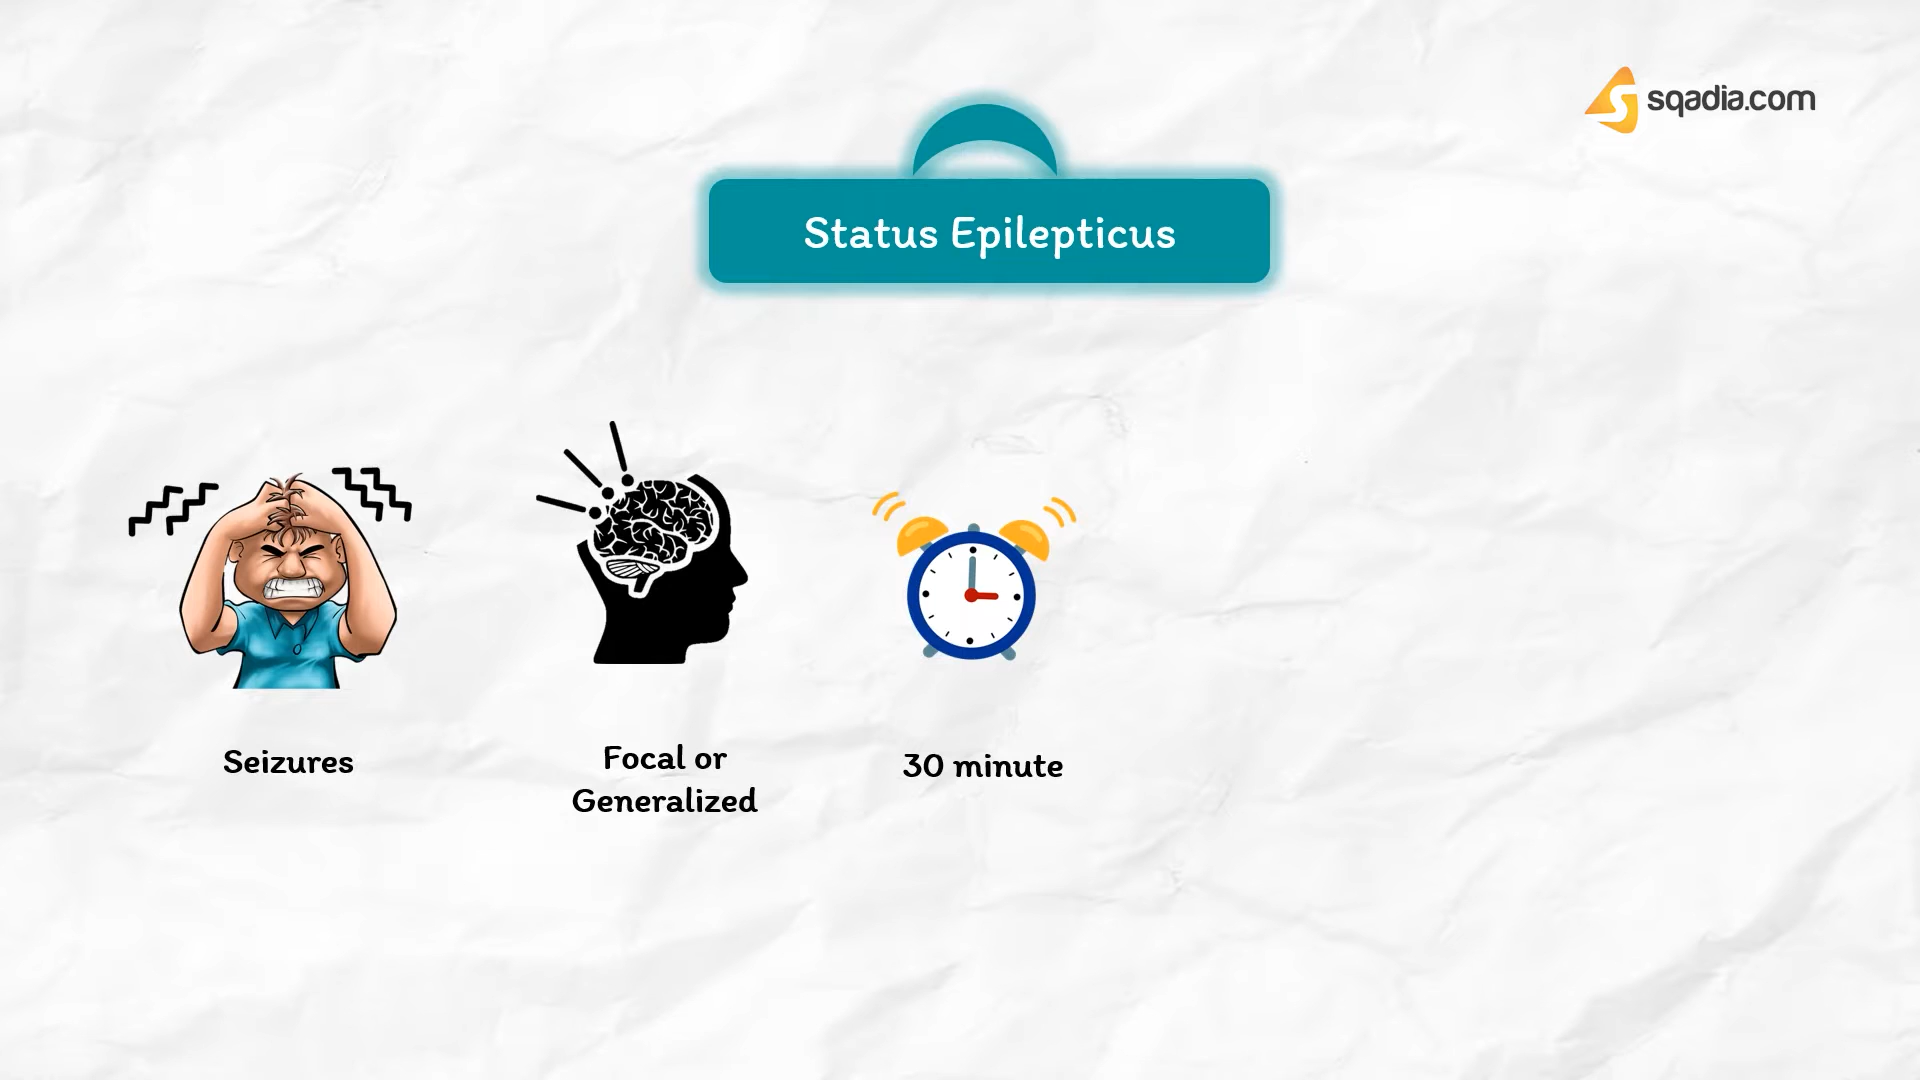 sqadia.com
Status Epilepticus
Seizures
Focal or
Generalized
30 minute